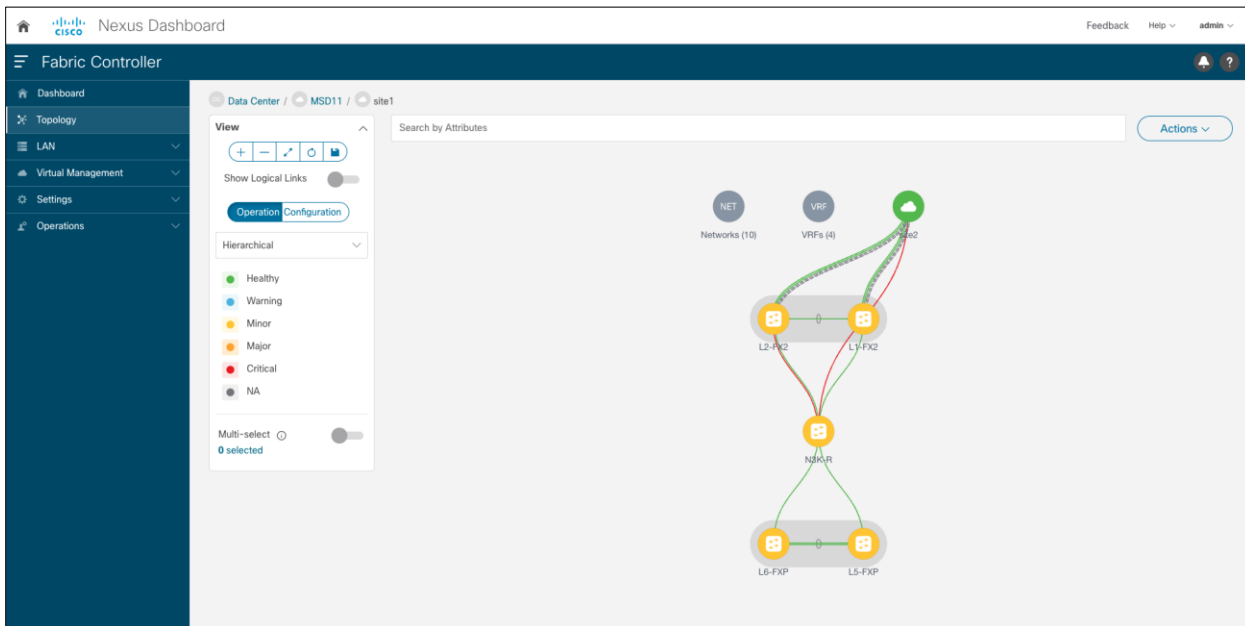 cisco Nexus Dashboard Feedback Help admin
Fabric Controller
Dashboard
Topology
LAN
Virtual Management
Settings
Operations
Data Center / MSD11 / site1
View
Show Logical Links
Operation Configuration
Hierarchical
Healthy
Warning
Minor
Major
Critical
NA
Multi-select
0 selected
Search by Attributes
Actions
NET VRF
Networks (10) VRFs (4) site2
L2-FX2 L1-FX2
N3K-R
L6-FXP L5-FXP